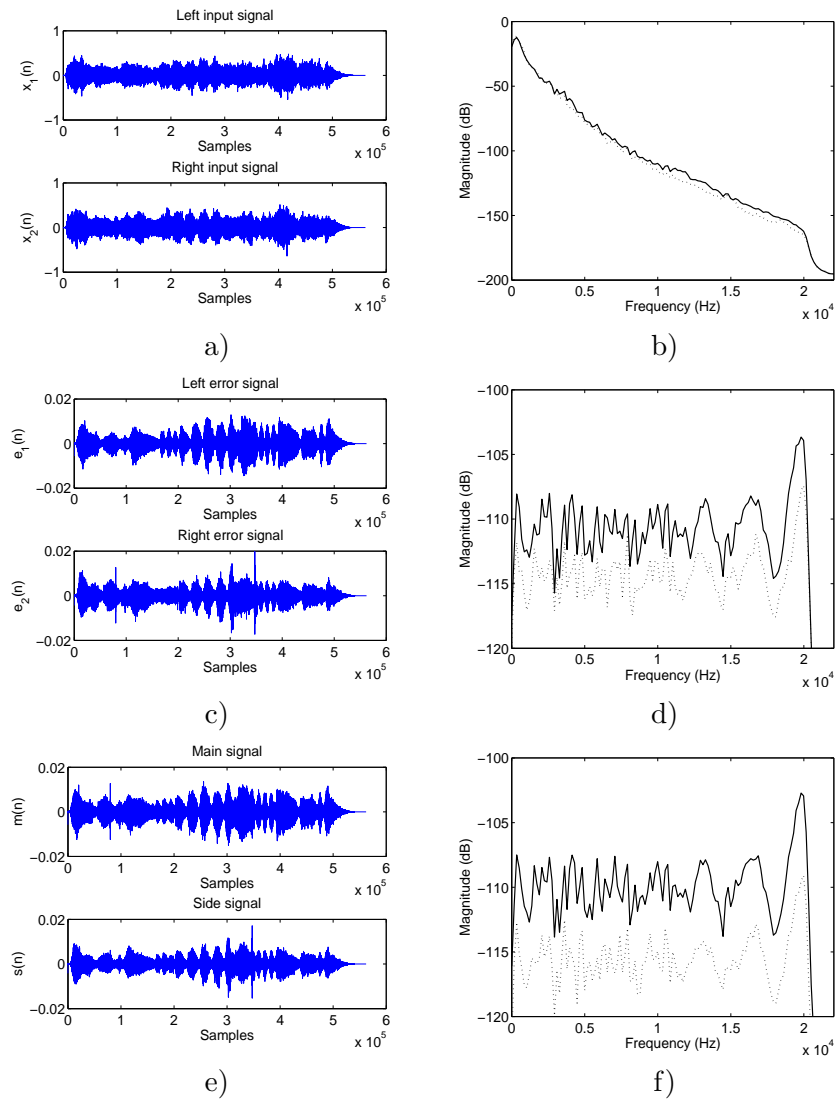 Left input signal
1
0
−1
x1(n)
0 1 2 3 4 5 6
Samples
x 10^5
Right input signal
1
0
−1
x2(n)
0 1 2 3 4 5 6
Samples
x 10^5
a)
0
−50
−100
−150
−200
Magnitude (dB)
0 0.5 1 1.5 2
Frequency (Hz)
x 10^4
b)
Left error signal
0.02
0
−0.02
e1(n)
0 1 2 3 4 5 6
Samples
x 10^5
Right error signal
0.02
0
−0.02
e2(n)
0 1 2 3 4 5 6
Samples
x 10^5
c)
−100
−105
−110
−115
−120
Magnitude (dB)
0 0.5 1 1.5 2
Frequency (Hz)
x 10^4
d)
Main signal
0.02
0
−0.02
m(n)
0 1 2 3 4 5 6
Samples
x 10^5
Side signal
0.02
0
−0.02
s(n)
0 1 2 3 4 5 6
Samples
x 10^5
e)
−100
−105
−110
−115
−120
Magnitude (dB)
0 0.5 1 1.5 2
Frequency (Hz)
x 10^4
f)